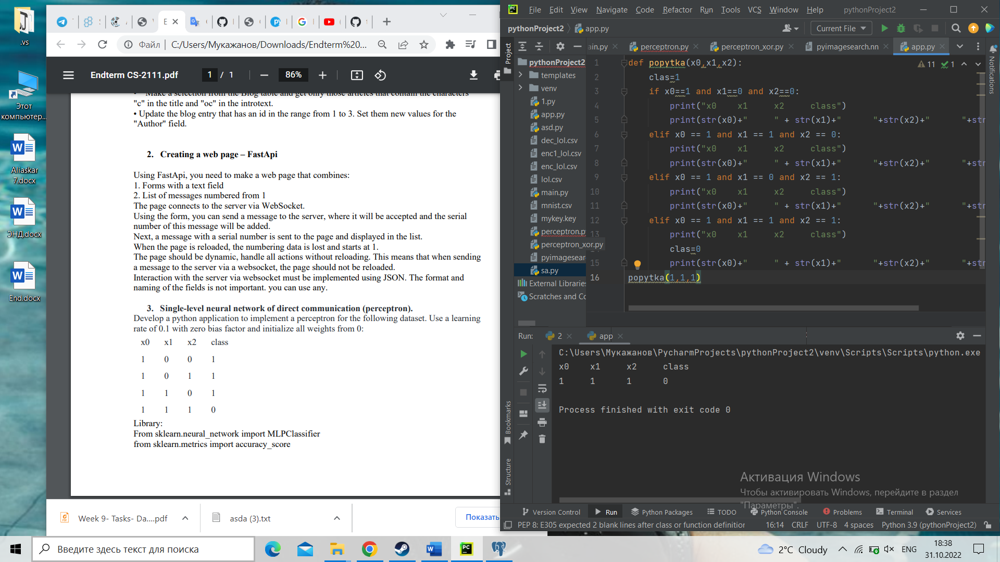 .vs
Этот
компьютер...
Aliaskar
7.docx
ЭНД.docx
End.docx
E
Файл
C:/Users/Мукажанов/Downloads/Endterm%20...
Endterm CS-2111.pdf
1 / 1
86%
• Make a selection from the Blog table and get only those articles that contain the characters
"c" in the title and "oc" in the introtext.
• Update the blog entry that has an id in the range from 1 to 3. Set them new values for the
"Author" field.
2. Creating a web page – FastApi
Using FastApi, you need to make a web page that combines:
1. Forms with a text field
2. List of messages numbered from 1
The page connects to the server via WebSocket.
Using the form, you can send a message to the server, where it will be accepted and the serial
number of this message will be added.
Next, a message with a serial number is sent to the page and displayed in the list.
When the page is reloaded, the numbering data is lost and starts at 1.
The page should be dynamic, handle all actions without reloading. This means that when sending
a message to the server via a websocket, the page should not be reloaded.
Interaction with the server via websocket must be implemented using JSON. The format and
naming of the fields is not important. you can use any.
3. Single-level neural network of direct communication (perceptron).
Develop a python application to implement a perceptron for the following dataset. Use a learning
rate of 0.1 with zero bias factor and initialize all weights from 0:
x0 x1 x2 class
1 0 0 1
1 0 1 1
1 1 0 1
1 1 1 0
Library:
From sklearn.neural_network import MLPClassifier
from sklearn.metrics import accuracy_score
Week 9- Tasks- Da....pdf
asda (3).txt
Показать
File Edit View Navigate Code Refactor Run Tools VCS Window Help pythonProject2
pythonProject2 app.py
Current File
Project
ain.py perceptron.py perceptron_xor.py pyimagesearch.nn app.py
Notifications
pythonProject2
templates
venv
1.py
app.py
asd.py
dec_lol.csv
enc1_lol.csv
enc_lol.csv
lol.csv
main.py
mnist.csv
mykey.key
perceptron.py
perceptron_xor.py
pyimagesear
sa.py
External Libraries
Scratches and Co
11 1
1 def popytka(x0,x1,x2):
2 clas=1
3 if x0==1 and x1==0 and x2==0:
4 print("x0 x1 x2 class")
5 print(str(x0)+" " + str(x1)+" "+str(x2)+" "+str
6 elif x0 == 1 and x1 == 1 and x2 == 0:
7 print("x0 x1 x2 class")
8 print(str(x0)+" " + str(x1)+" "+str(x2)+" "+str
9 elif x0 == 1 and x1 == 0 and x2 == 1:
10 print("x0 x1 x2 class")
11 print(str(x0)+" " + str(x1)+" "+str(x2)+" "+str
12 elif x0 == 1 and x1 == 1 and x2 == 1:
13 print("x0 x1 x2 class")
clas=0
15 print(str(x0)+" " + str(x1)+" "+str(x2)+" "+str
16 popytka(1,1,1)
Run: 2 app
C:\Users\Мукажанов\PycharmProjects\pythonProject2\venv\Scripts\Scripts\python.exe
x0 x1 x2 class
1 1 1 0
Process finished with exit code 0
Bookmarks
Structure
Активация Windows
Чтобы активировать Windows, перейдите в раздел
"Параметры".
Version Control Run Python Packages TODO Python Console Problems Terminal Services
PEP 8: E305 expected 2 blank lines after class or function definition 16:14 CRLF UTF-8 4 spaces Python 3.9 (pythonProject2)
Введите здесь текст для поиска
2°C Cloudy
ENG
18:38
31.10.2022